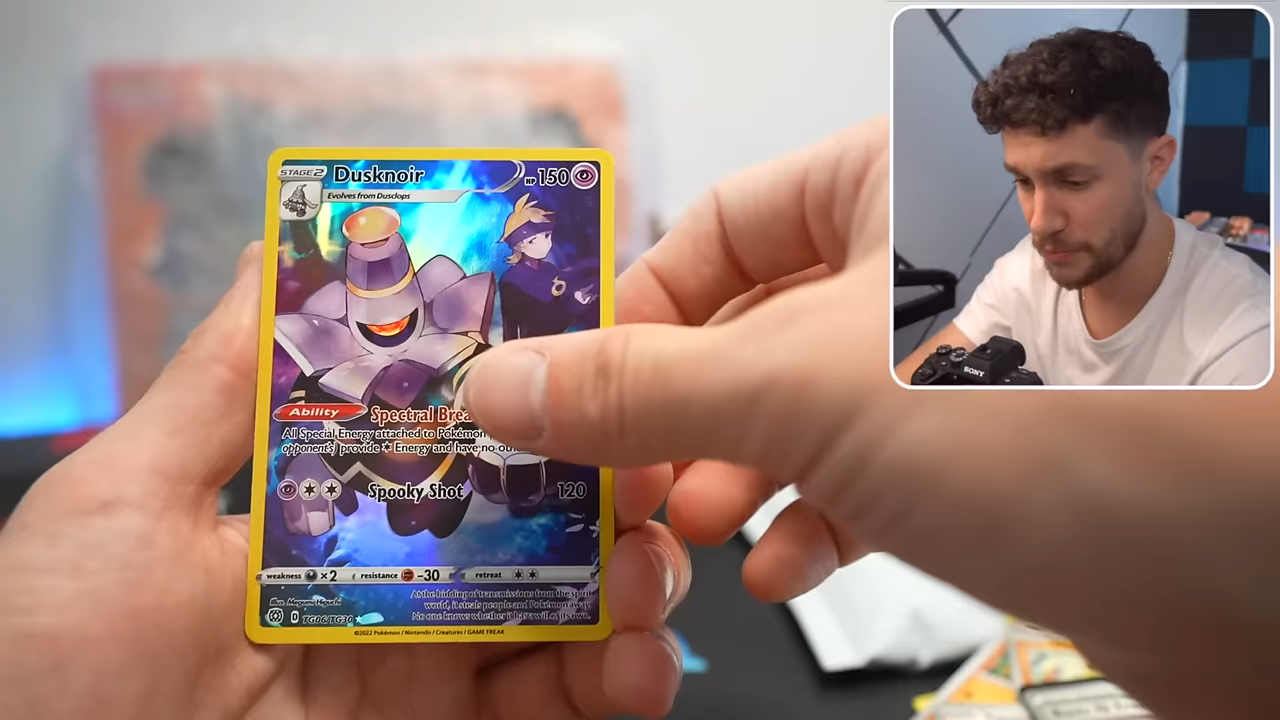 STAGE 2 Dusknoir HP 150
Evolves from Dusclops
Ability Spectral Brea
All Special Energy attached to Pokémon
opponent's) provide Energy and have no
Spooky Shot 120
weakness ×2 resistance -30 retreat
At the bidding of transmissions from the spirit
world, it steals people and Pokémon away.
No one knows whether it has a will of its own.
Illus. Megumi Higuchi
TG06/TG30
©2022 Pokémon / Nintendo / Creatures / GAME FREAK
SONY